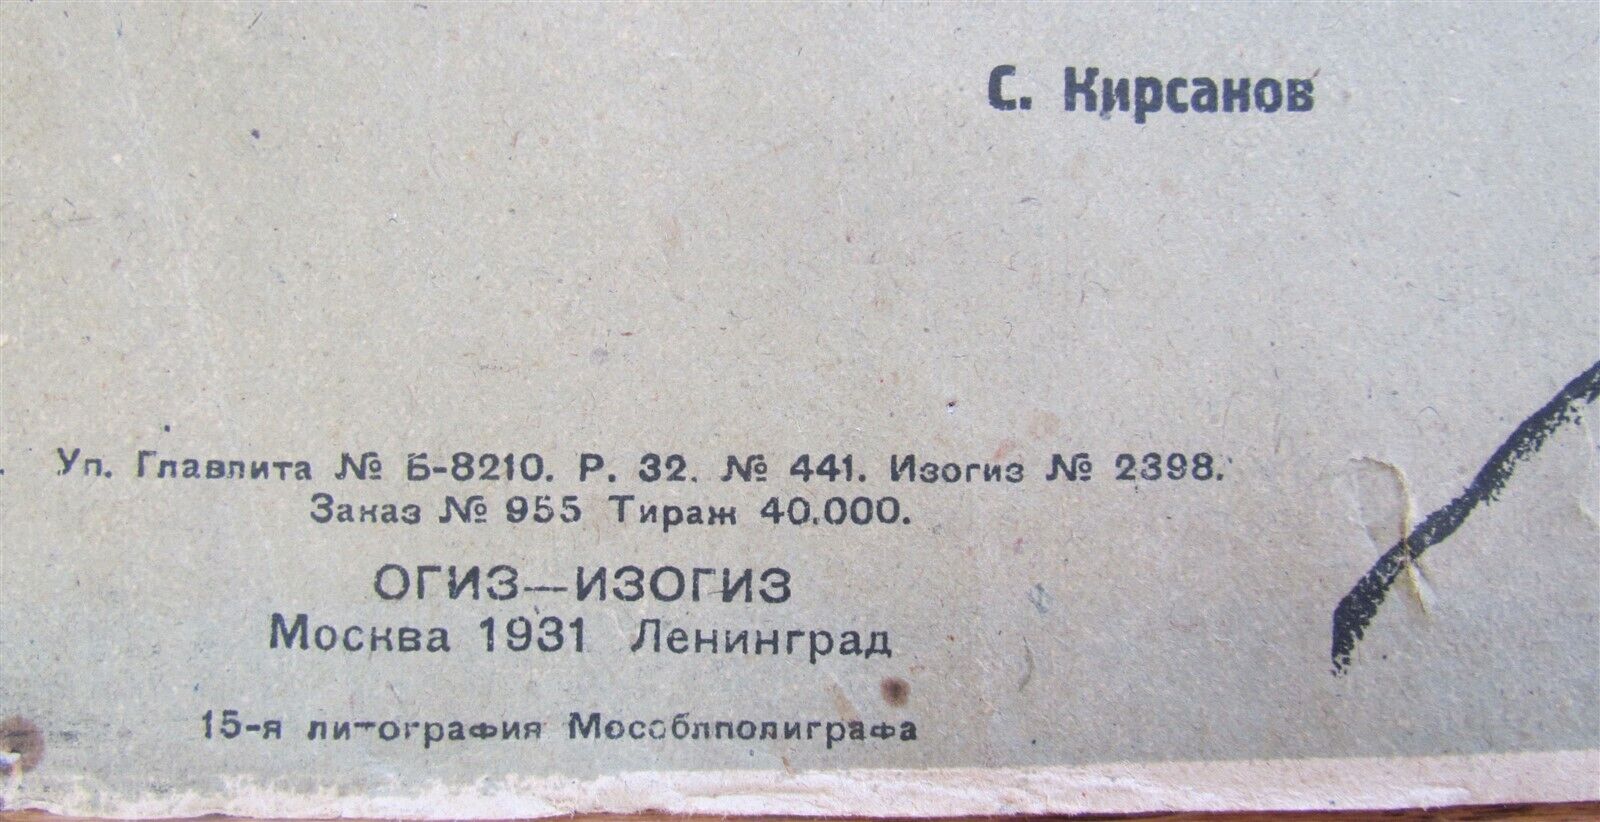 С. Кирсанов
Уп. Главлита № Б-8210. Р. 32. № 441. Изогиз № 2398.
Заказ № 955 Тираж 40.000.
ОГИЗ—ИЗОГИЗ
Москва 1931 Ленинград
15-я литография Мособлполиграфа